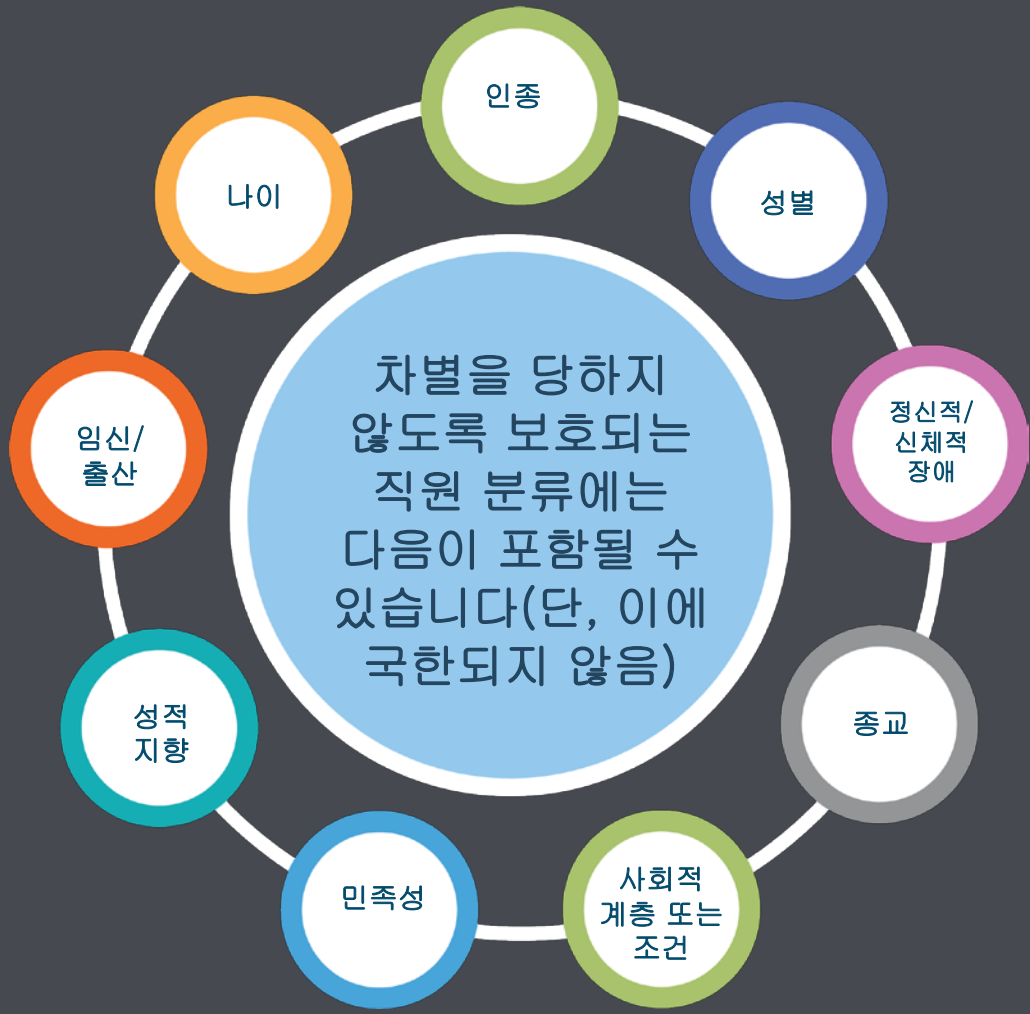 인종
성별
정신적/
신체적
장애
종교
사회적
계층 또는
조건
민족성
성적
지향
임신/
출산
나이
차별을 당하지
않도록 보호되는
직원 분류에는
다음이 포함될 수
있습니다(단, 이에
국한되지 않음)